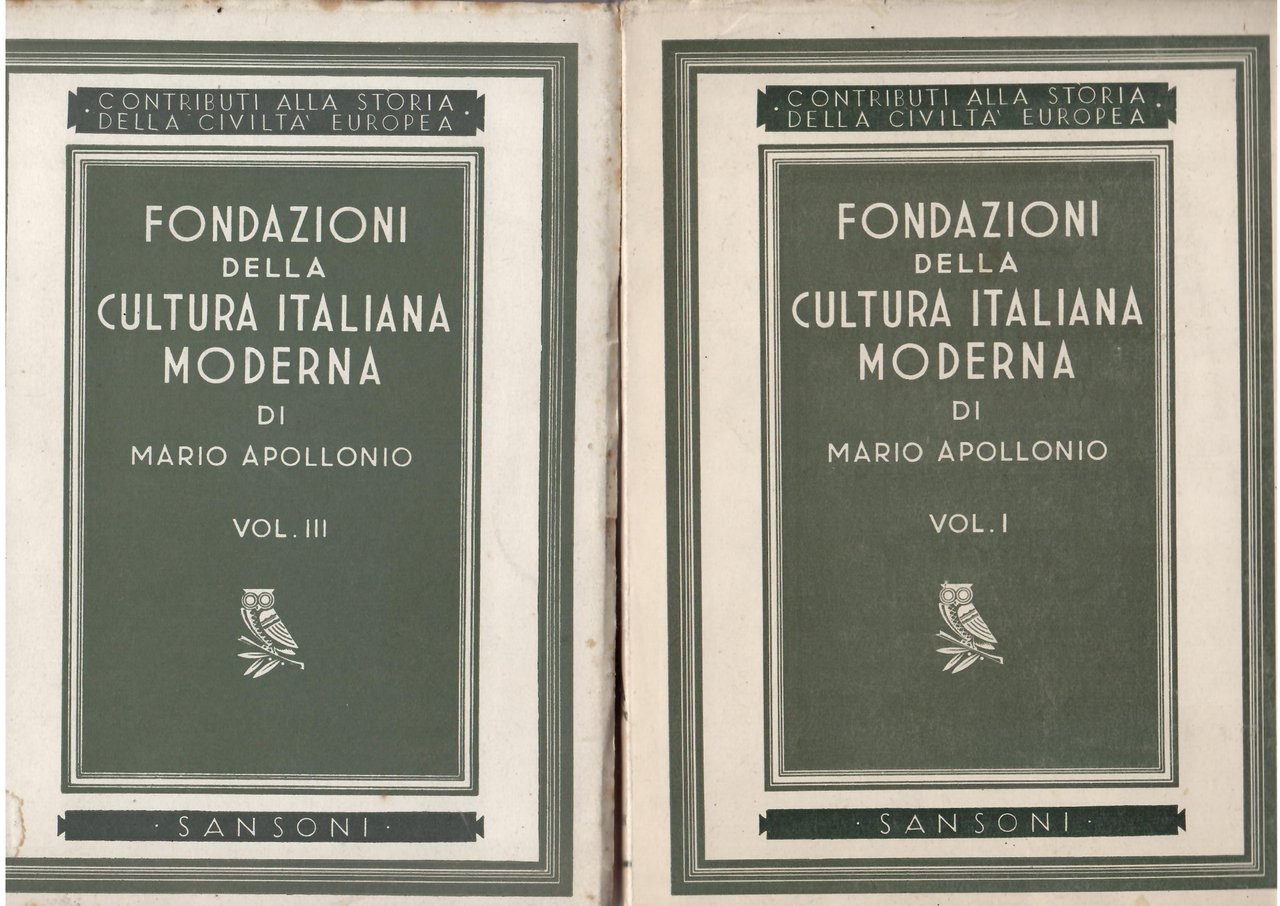 CONTRIBUTI ALLA STORIA
DELLA CIVILTA' EUROPEA
FONDAZIONI
DELLA
CULTURA ITALIANA
MODERNA
DI
MARIO APOLLONIO
VOL. III
· SANSONI ·
· CONTRIBUTI ALLA STORIA ·
DELLA CIVILTA' EUROPEA
FONDAZIONI
DELLA
CULTURA ITALIANA
MODERNA
DI
MARIO APOLLONIO
VOL. I
· SANSONI ·